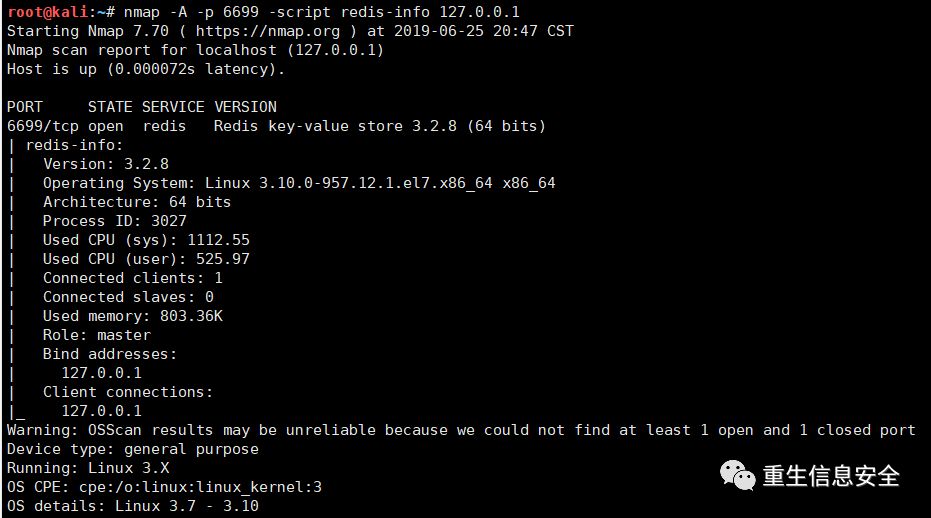 root@kali:~# nmap -A -p 6699 -script redis-info 127.0.0.1
Starting Nmap 7.70 ( https://nmap.org ) at 2019-06-25 20:47 CST
Nmap scan report for localhost (127.0.0.1)
Host is up (0.000072s latency).

PORT     STATE SERVICE VERSION
6699/tcp open  redis   Redis key-value store 3.2.8 (64 bits)
| redis-info:
|   Version: 3.2.8
|   Operating System: Linux 3.10.0-957.12.1.el7.x86_64 x86_64
|   Architecture: 64 bits
|   Process ID: 3027
|   Used CPU (sys): 1112.55
|   Used CPU (user): 525.97
|   Connected clients: 1
|   Connected slaves: 0
|   Used memory: 803.36K
|   Role: master
|   Bind addresses:
|     127.0.0.1
|   Client connections:
|_    127.0.0.1
Warning: OSScan results may be unreliable because we could not find at least 1 open and 1 closed port
Device type: general purpose
Running: Linux 3.X
OS CPE: cpe:/o:linux:linux_kernel:3
OS details: Linux 3.7 - 3.10
重生信息安全